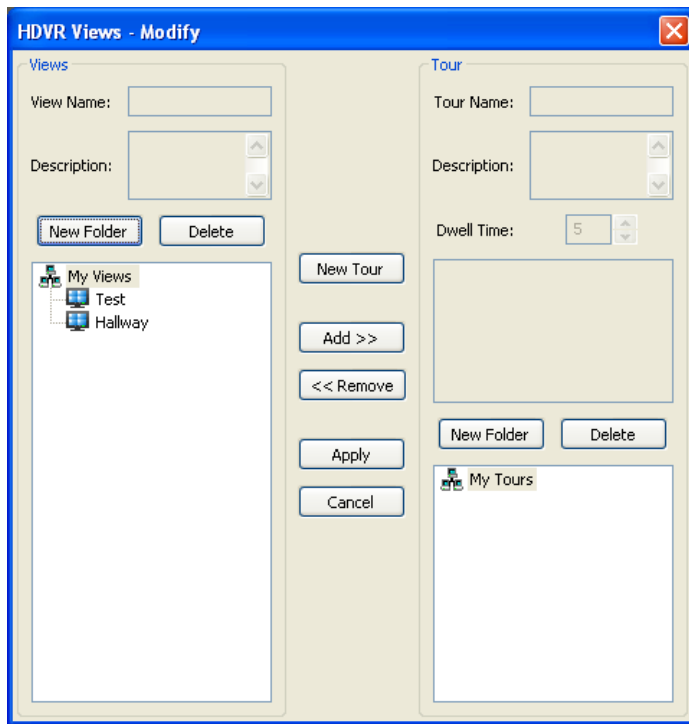 HDVR Views - Modify
Views
View Name:
Description:
New Folder Delete
My Views
Test
Hallway
New Tour
Add >>
<< Remove
Apply
Cancel
Tour
Tour Name:
Description:
Dwell Time: 5
New Folder Delete
My Tours